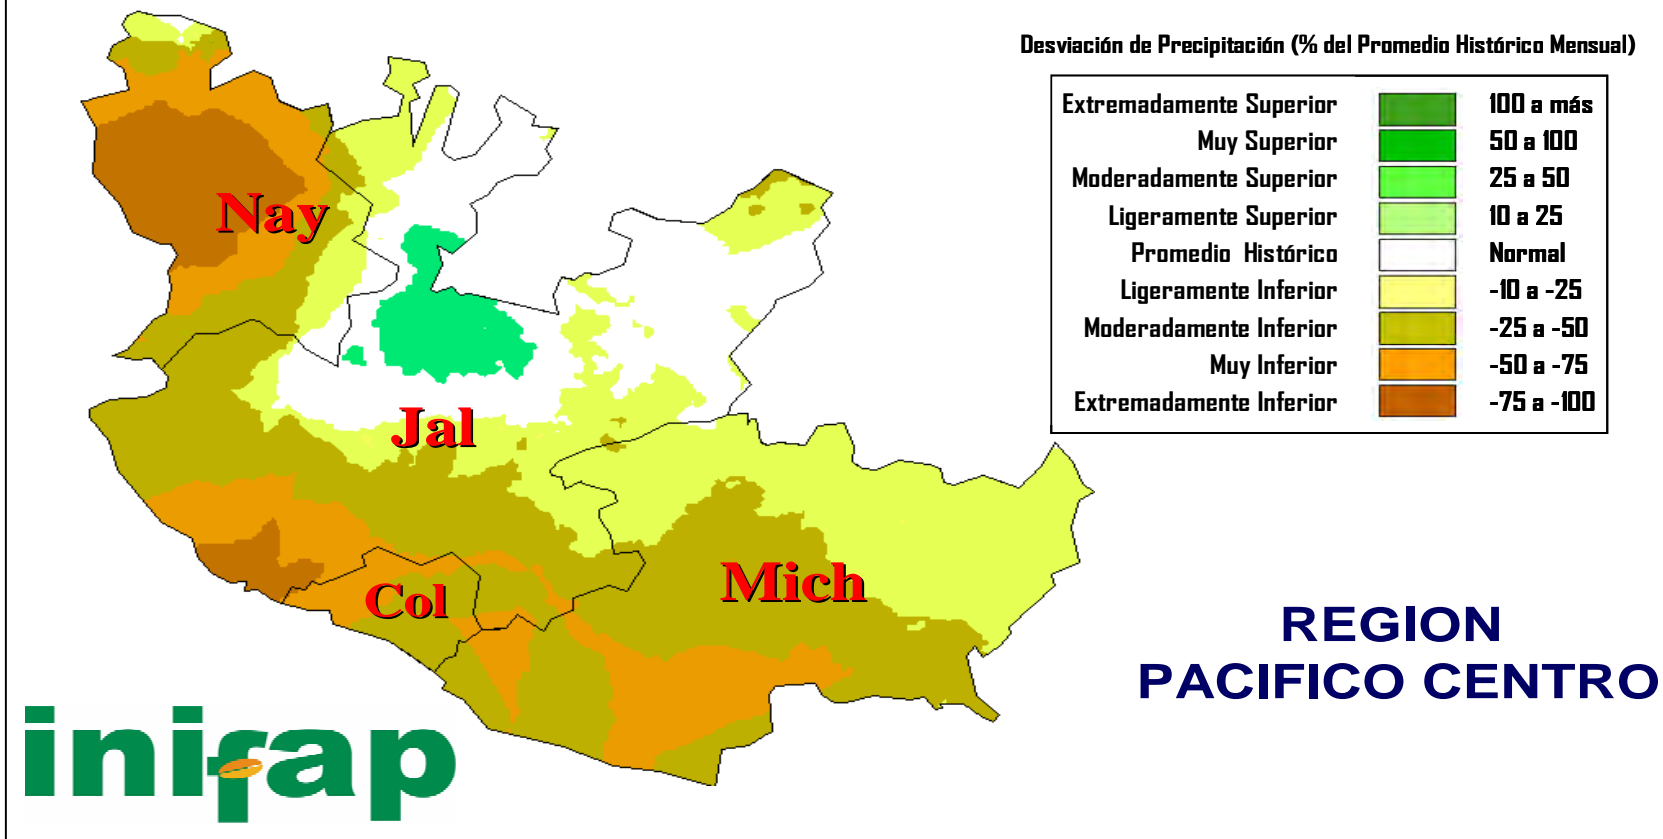 Desviación de Precipitación (% del Promedio Histórico Mensual)
Extremadamente Superior 100 a más
Muy Superior 50 a 100
Moderadamente Superior 25 a 50
Ligeramente Superior 10 a 25
Promedio Histórico Normal
Ligeramente Inferior -10 a -25
Moderadamente Inferior -25 a -50
Muy Inferior -50 a -75
Extremadamente Inferior -75 a -100
Nay
Jal
Col
Mich
REGION
PACIFICO CENTRO
inifap